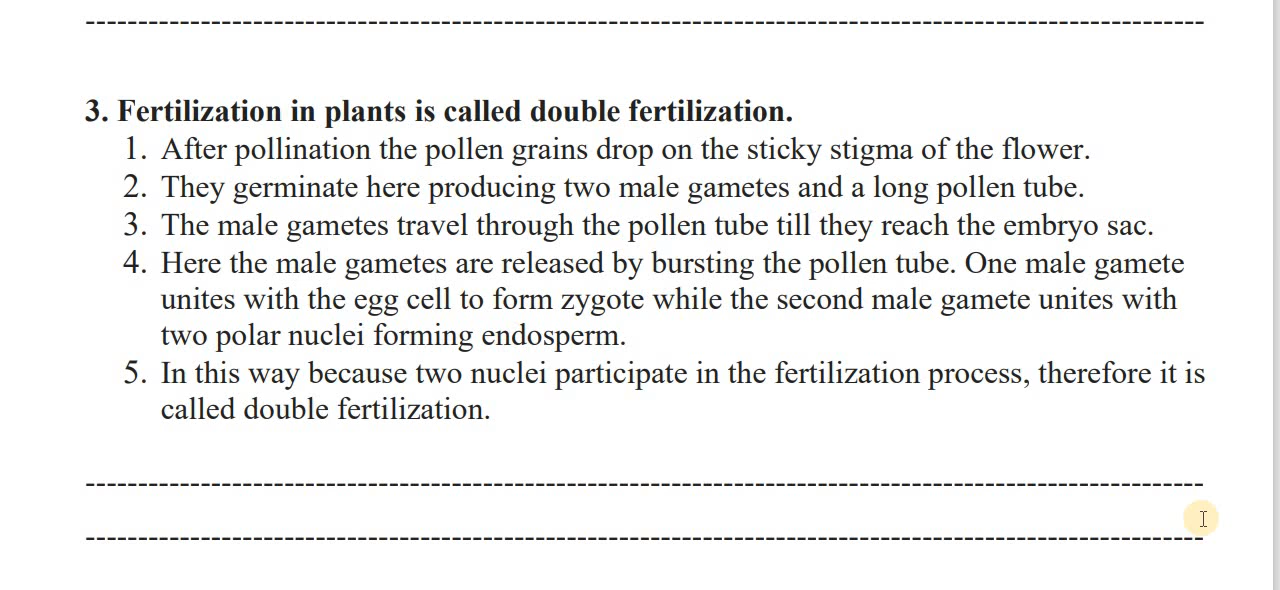 3. Fertilization in plants is called double fertilization.
1. After pollination the pollen grains drop on the sticky stigma of the flower.
2. They germinate here producing two male gametes and a long pollen tube.
3. The male gametes travel through the pollen tube till they reach the embryo sac.
4. Here the male gametes are released by bursting the pollen tube. One male gamete
unites with the egg cell to form zygote while the second male gamete unites with
two polar nuclei forming endosperm.
5. In this way because two nuclei participate in the fertilization process, therefore it is
called double fertilization.